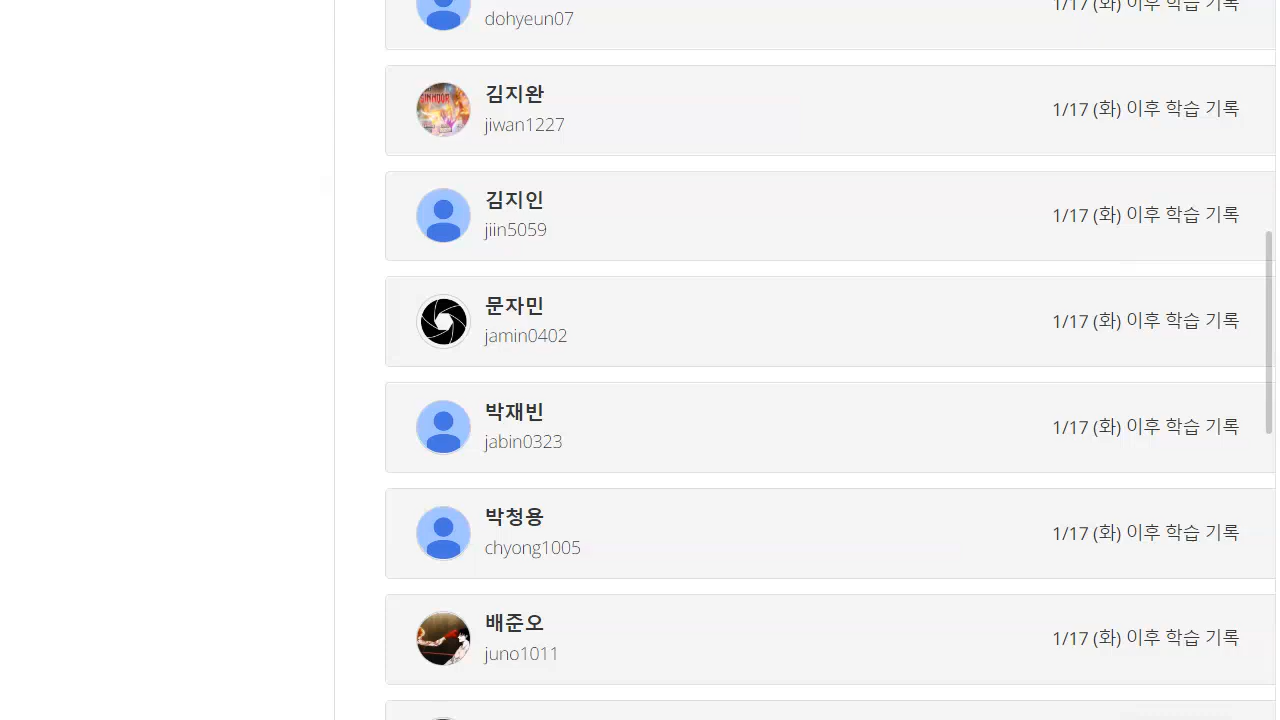 dohyeun07
1/17 (화) 이후 학습 기록
김지완
jiwan1227
1/17 (화) 이후 학습 기록
김지인
jiin5059
1/17 (화) 이후 학습 기록
문자민
jamin0402
1/17 (화) 이후 학습 기록
박재빈
jabin0323
1/17 (화) 이후 학습 기록
박청용
chyong1005
1/17 (화) 이후 학습 기록
배준오
juno1011
1/17 (화) 이후 학습 기록